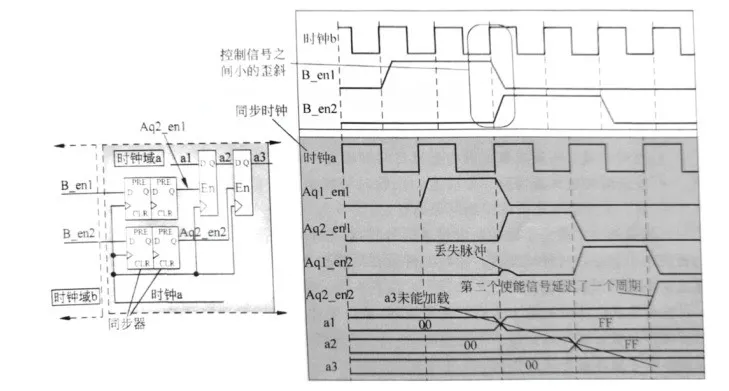 Aq2_en1
时钟域a
a1
D Q
a2
D Q
a3
B_en1
PRE
D Q
CLR
PRE
D Q
CLR
En
En
B_en2
PRE
D Q
CLR
PRE
D Q
CLR
Aq2_en2
时钟a
时钟域b
同步器
控制信号之
间小的歪斜
同步时钟
时钟b
B_en1
B_en2
时钟a
Aq1_en1
Aq2_en1
Aq1_en2
丢失脉冲
Aq2_en2
第二个使能信号延迟了一个周期
a3未能加载
a1
00
FF
a2
00
FF
a3
00